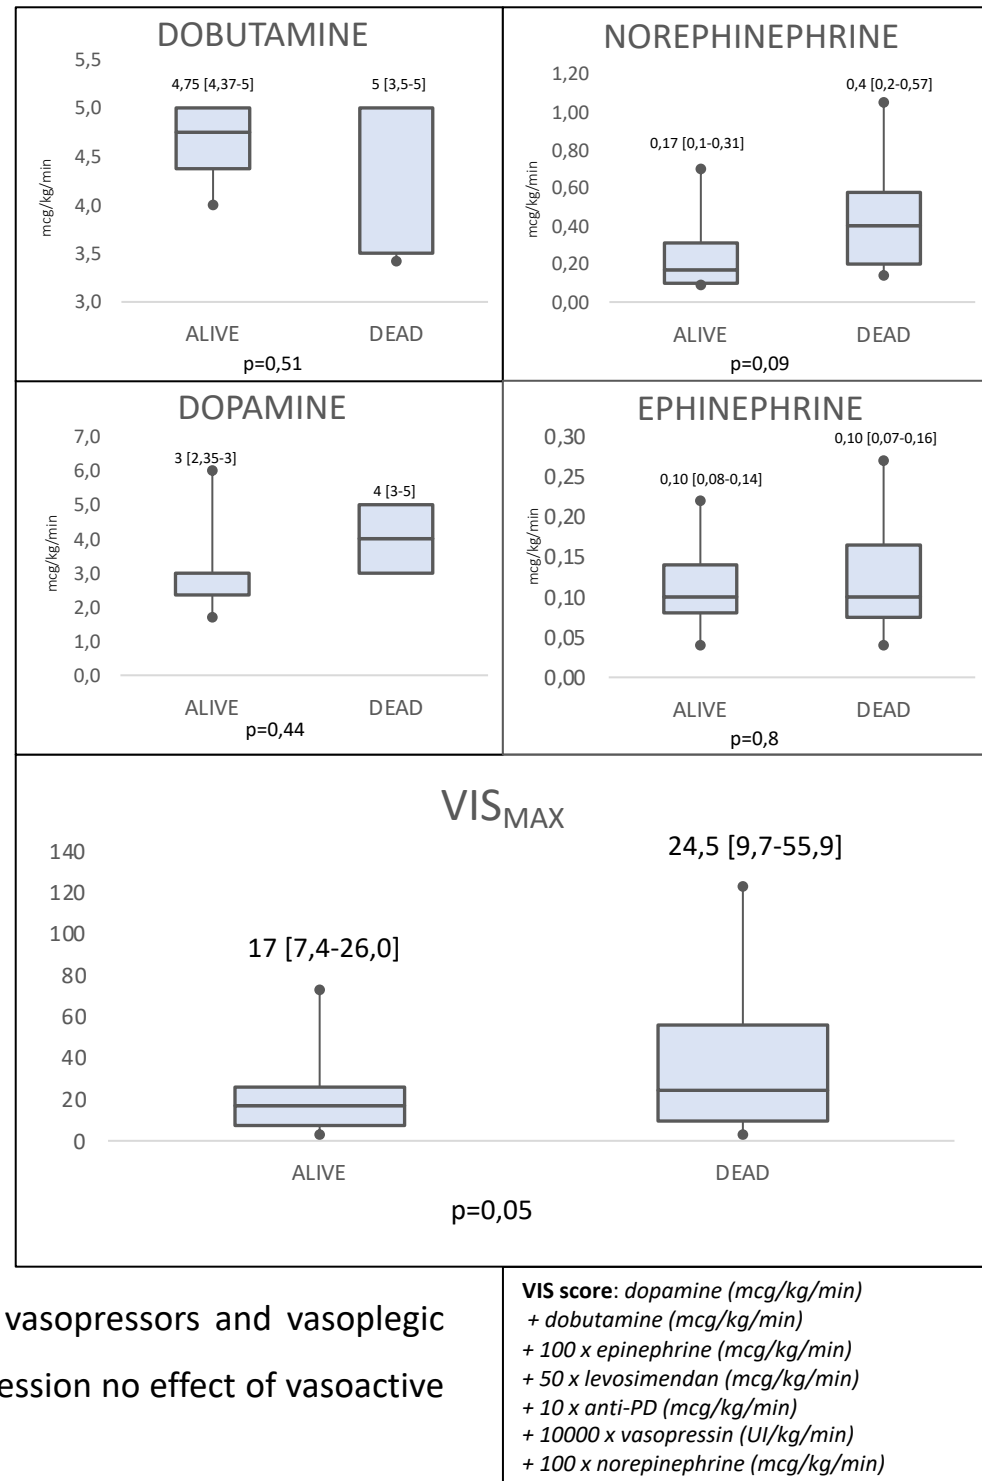 DOBUTAMINE
5,5
5,0
4,5
4,0
3,5
3,0
mcg/kg/min
4,75 [4,37-5]
5 [3,5-5]
ALIVE
DEAD
p=0,51
NOREPHINEPHRINE
1,20
1,00
0,80
0,60
0,40
0,20
0,00
mcg/kg/min
0,17 [0,1-0,31]
0,4 [0,2-0,57]
ALIVE
DEAD
p=0,09
DOPAMINE
7,0
6,0
5,0
4,0
3,0
2,0
1,0
0,0
mcg/kg/min
3 [2,35-3]
4 [3-5]
ALIVE
DEAD
p=0,44
EPHINEPHRINE
0,30
0,25
0,20
0,15
0,10
0,05
0,00
mcg/kg/min
0,10 [0,08-0,14]
0,10 [0,07-0,16]
ALIVE
DEAD
p=0,8
VISMAX
140
120
100
80
60
40
20
0
17 [7,4-26,0]
24,5 [9,7-55,9]
ALIVE
DEAD
p=0,05
vasopressors and vasoplegic
ession no effect of vasoactive
VIS score: dopamine (mcg/kg/min)
+ dobutamine (mcg/kg/min)
+ 100 x epinephrine (mcg/kg/min)
+ 50 x levosimendan (mcg/kg/min)
+ 10 x anti-PD (mcg/kg/min)
+ 10000 x vasopressin (UI/kg/min)
+ 100 x norepinephrine (mcg/kg/min)